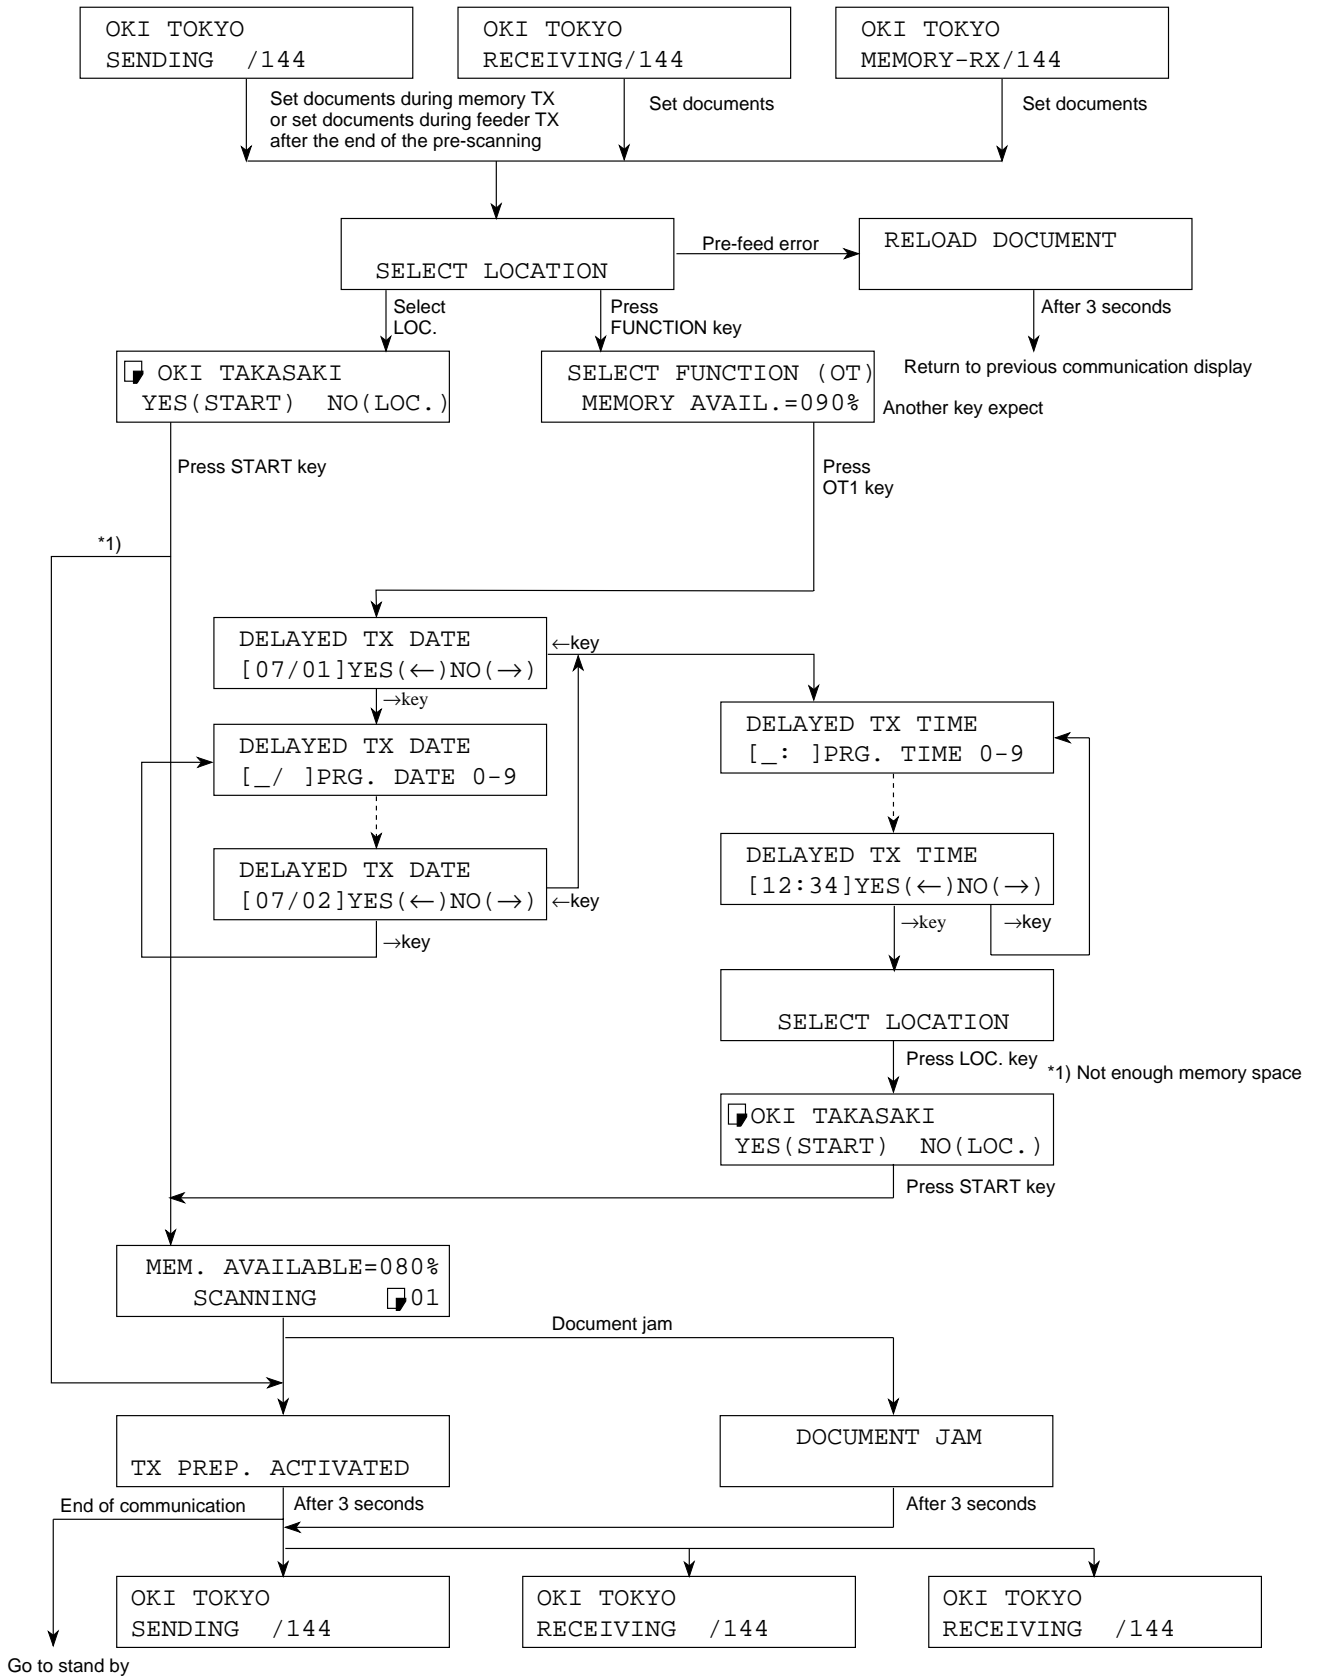 OKI TOKYO
SENDING /144
OKI TOKYO
RECEIVING/144
OKI TOKYO
MEMORY-RX/144
Set documents during memory TX
or set documents during feeder TX
after the end of the pre-scanning
Set documents
Set documents
SELECT LOCATION
Pre-feed error
RELOAD DOCUMENT
Select
LOC.
Press
FUNCTION key
After 3 seconds
Return to previous communication display
OKI TAKASAKI
YES(START) NO(LOC.)
SELECT FUNCTION (OT)
MEMORY AVAIL.=090%
Another key expect
Press START key
Press
OT1 key
*1)
DELAYED TX DATE
[07/01]YES(←)NO(→)
←key
→key
DELAYED TX DATE
[_/ ]PRG. DATE 0-9
DELAYED TX TIME
[_: ]PRG. TIME 0-9
DELAYED TX DATE
[07/02]YES(←)NO(→)
←key
→key
DELAYED TX TIME
[12:34]YES(←)NO(→)
→key
→key
SELECT LOCATION
Press LOC. key
*1) Not enough memory space
OKI TAKASAKI
YES(START) NO(LOC.)
Press START key
MEM. AVAILABLE=080%
SCANNING 01
Document jam
TX PREP. ACTIVATED
DOCUMENT JAM
End of communication
After 3 seconds
After 3 seconds
OKI TOKYO
SENDING /144
OKI TOKYO
RECEIVING /144
OKI TOKYO
RECEIVING /144
Go to stand by